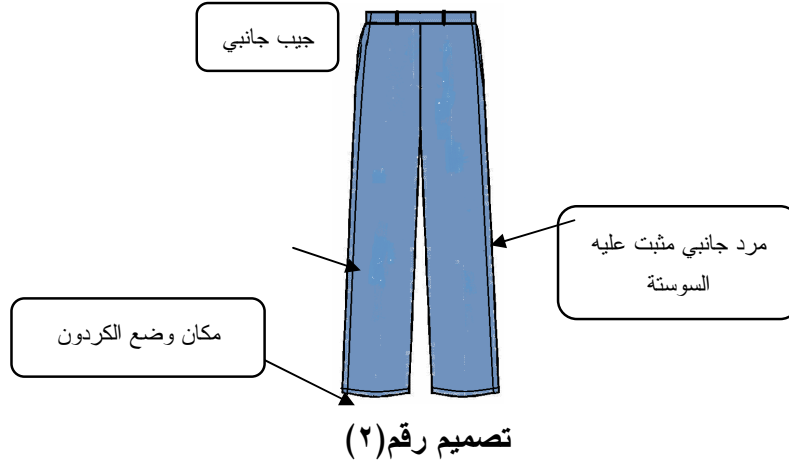 جيب جانبي
مرد جانبي مثبت عليه
السوستة
مكان وضع الكردون
تصميم رقم(٢)